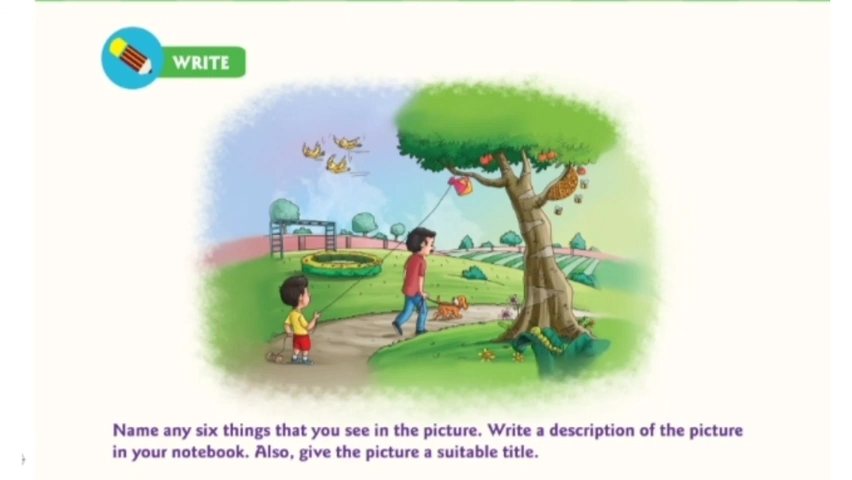 WRITE
Name any six things that you see in the picture. Write a description of the picture
in your notebook. Also, give the picture a suitable title.